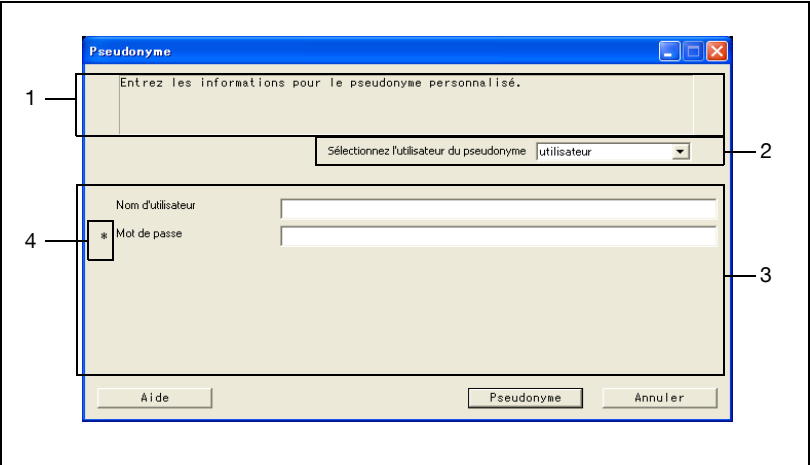 Pseudonyme
1
Entrez les informations pour le pseudonyme personnalisé.
Sélectionnez l'utilisateur du pseudonyme utilisateur
2
Nom d'utilisateur
4
* Mot de passe
3
Aide Pseudonyme Annuler